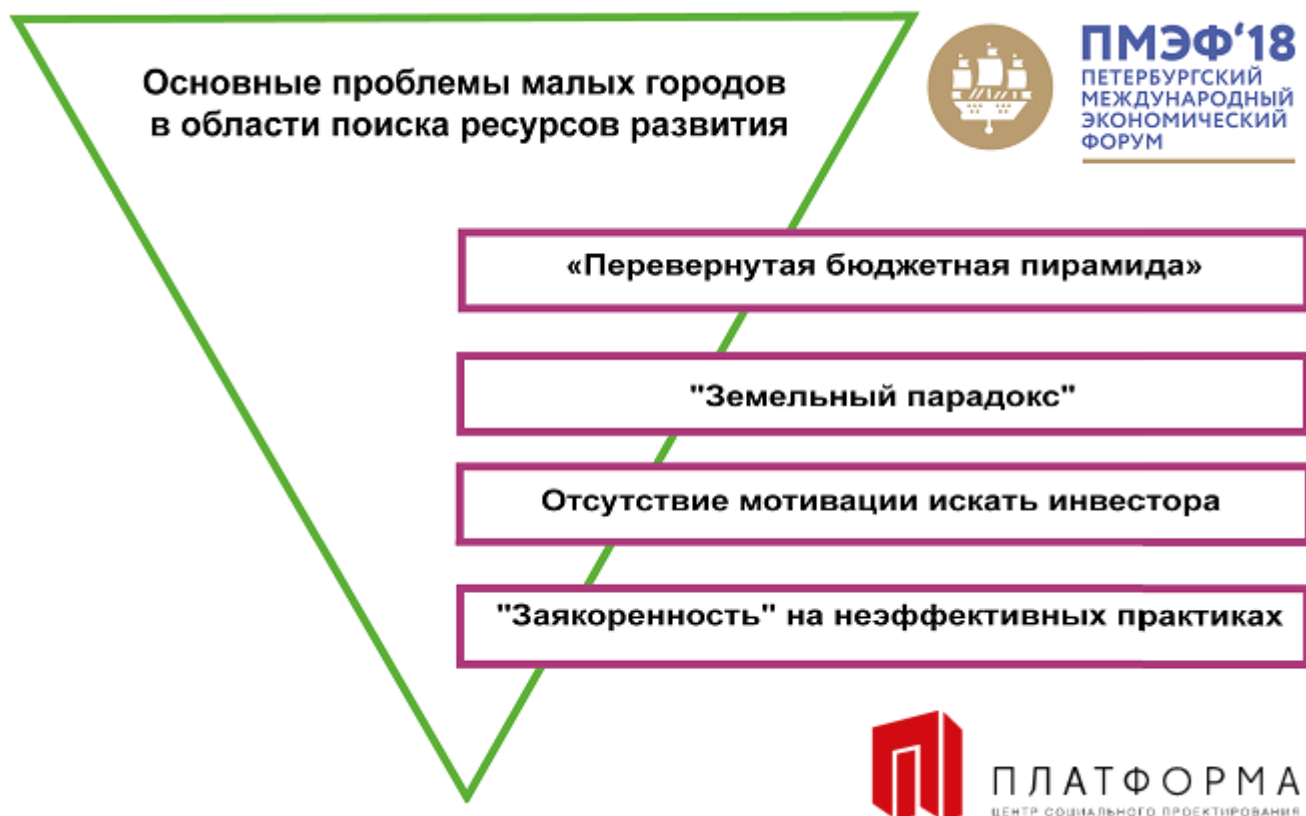 Основные проблемы малых городов
в области поиска ресурсов развития
ПМЭФ‘18
ПЕТЕРБУРГСКИЙ
МЕЖДУНАРОДНЫЙ
ЭКОНОМИЧЕСКИЙ
ФОРУМ
«Перевернутая бюджетная пирамида»
"Земельный парадокс"
Отсутствие мотивации искать инвестора
"Заякоренность" на неэффективных практиках
ПЛАТФОРМА
ЦЕНТР СОЦИАЛЬНОГО ПРОЕКТИРОВАНИЯ